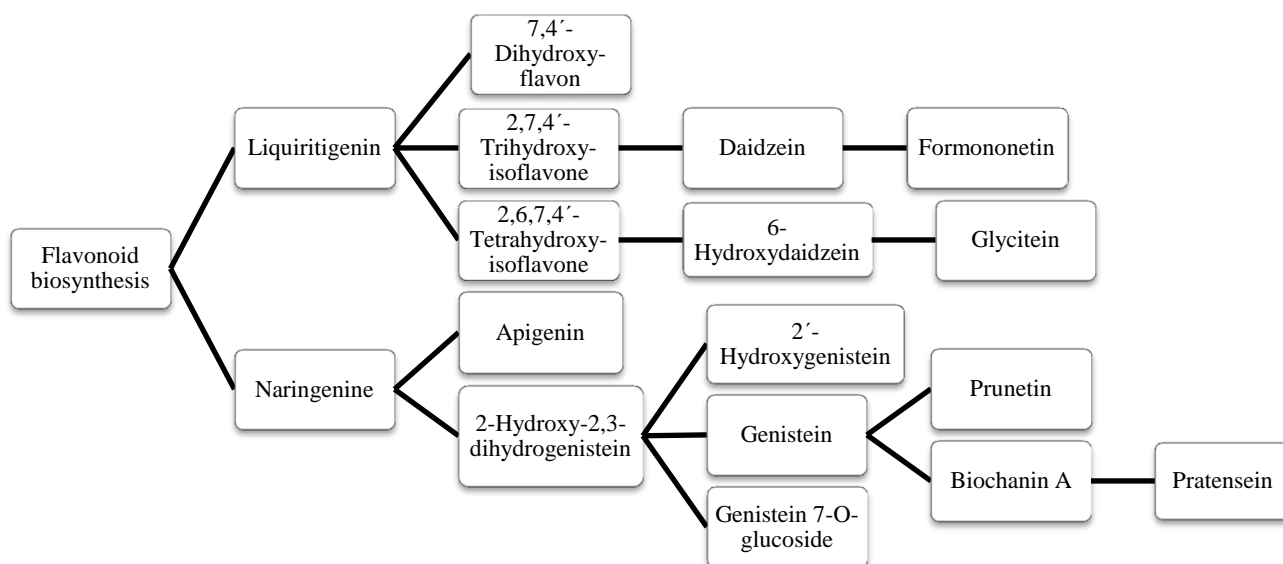 7,4´-
Dihydroxy-
flavon
Liquiritigenin
2,7,4´-
Trihydroxy-
isoflavone
Daidzein
Formononetin
2,6,7,4´-
Tetrahydroxy-
isoflavone
6-
Hydroxydaidzein
Glycitein
Flavonoid
biosynthesis
Naringenine
Apigenin
2-Hydroxy-2,3-
dihydrogenistein
2´-
Hydroxygenistein
Genistein
Prunetin
Biochanin A
Pratensein
Genistein 7-O-
glucoside